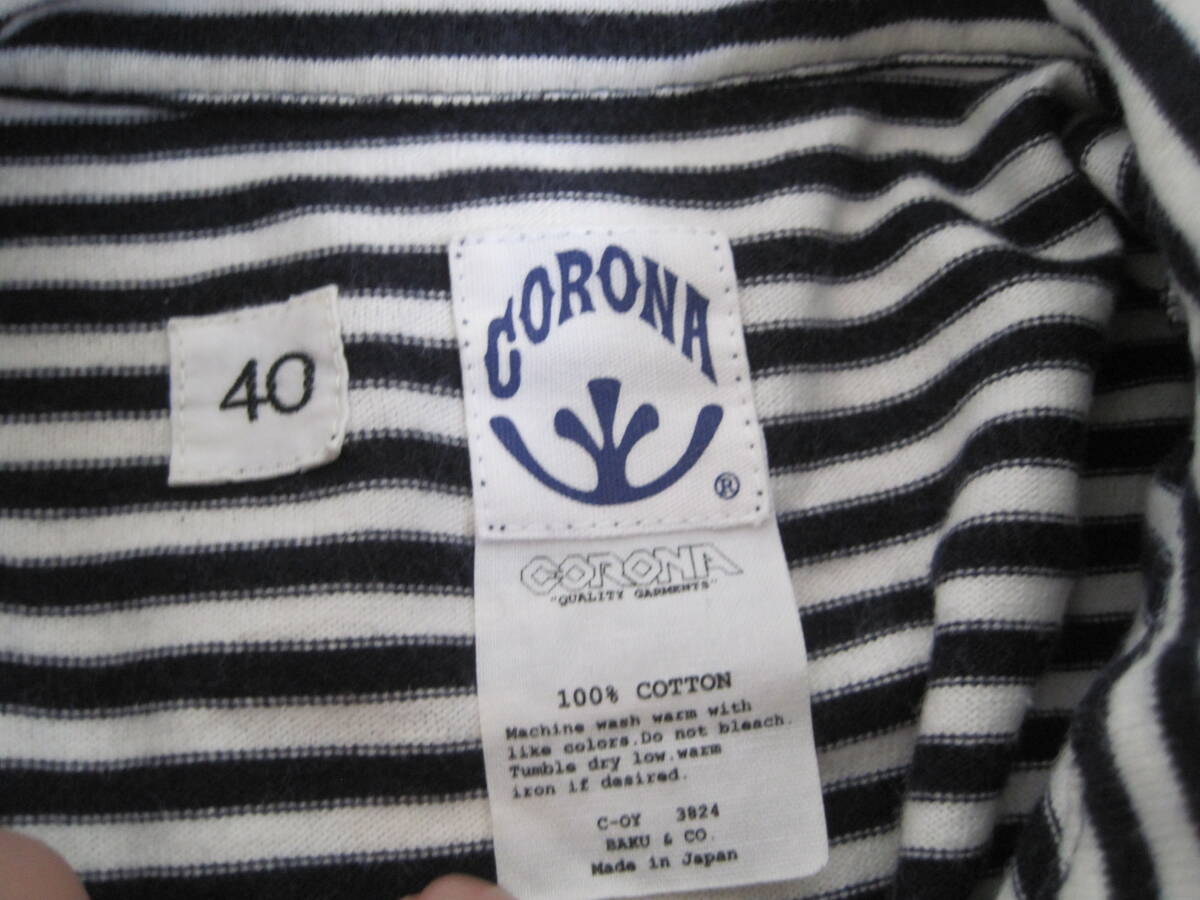 40
CORONA
®
CORONA
"QUALITY GARMENTS"
100% COTTON
Machine wash warm with
like colors.Do not bleach.
Tumble dry low.warm
iron if desired.
C-OY 3824
BAKU & CO.
Made in Japan